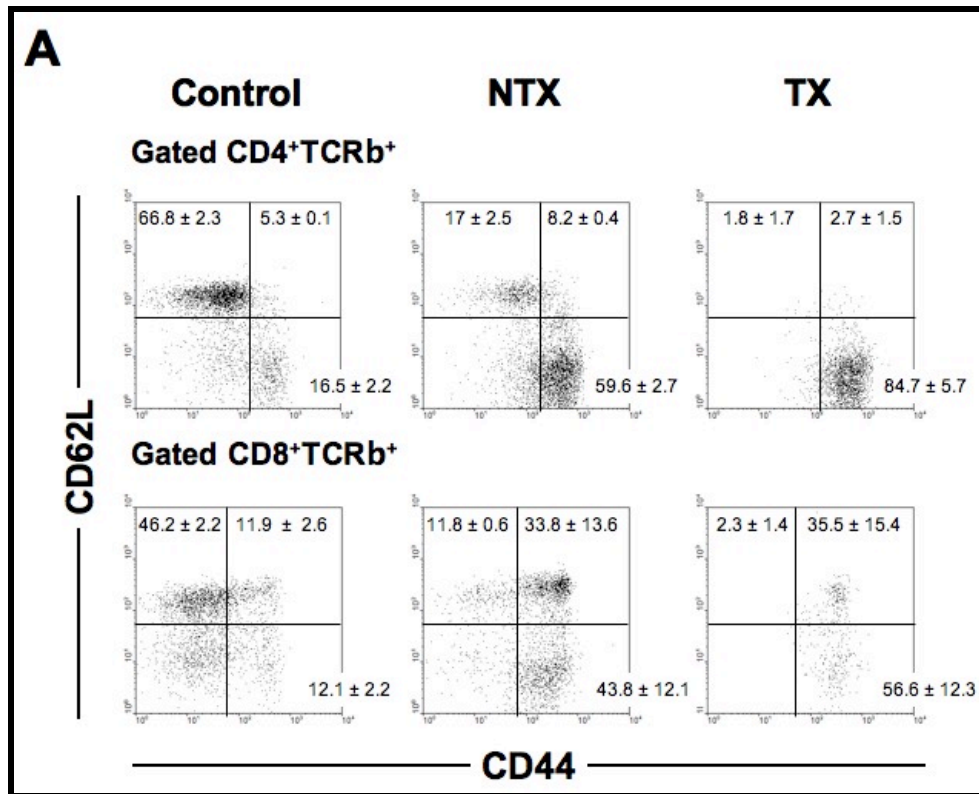 A
Control NTX TX
Gated CD4⁺TCRb⁺
66.8 ± 2.3 5.3 ± 0.1 17 ± 2.5 8.2 ± 0.4 1.8 ± 1.7 2.7 ± 1.5
16.5 ± 2.2 59.6 ± 2.7 84.7 ± 5.7
Gated CD8⁺TCRb⁺
46.2 ± 2.2 11.9 ± 2.6 11.8 ± 0.6 33.8 ± 13.6 2.3 ± 1.4 35.5 ± 15.4
12.1 ± 2.2 43.8 ± 12.1 56.6 ± 12.3
CD62L
CD44